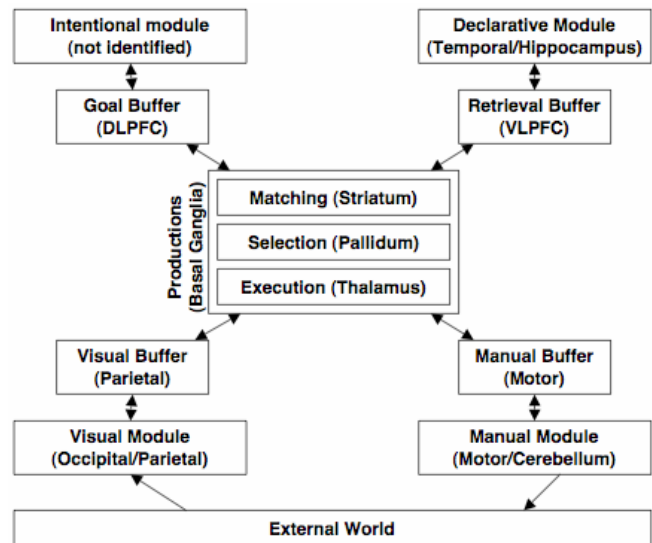 Intentional module
(not identified)
Declarative Module
(Temporal/Hippocampus)
Goal Buffer
(DLPFC)
Retrieval Buffer
(VLPFC)
Productions
(Basal Ganglia)
Matching (Striatum)
Selection (Pallidum)
Execution (Thalamus)
Visual Buffer
(Parietal)
Manual Buffer
(Motor)
Visual Module
(Occipital/Parietal)
Manual Module
(Motor/Cerebellum)
External World